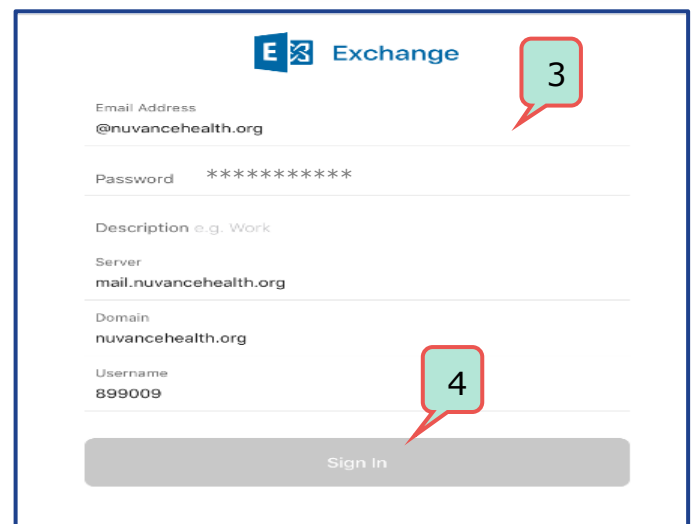 E Exchange
3
Email Address
@nuvancehealth.org
Password ***********
Description e.g. Work
Server
mail.nuvancehealth.org
Domain
nuvancehealth.org
Username
899009
4
Sign In